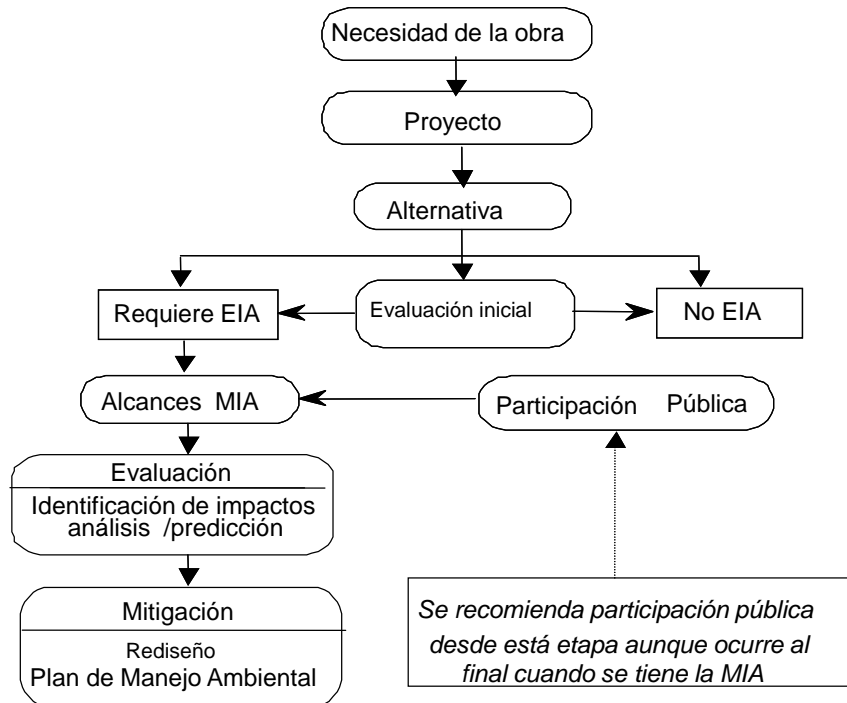 Necesidad de la obra
Proyecto
Alternativa
Requiere EIA
Evaluación inicial
No EIA
Alcances MIA
Participación Pública
Evaluación
Identificación de impactos
análisis /predicción
Mitigación
Rediseño
Plan de Manejo Ambiental
Se recomienda participación pública
desde está etapa aunque ocurre al
final cuando se tiene la MIA